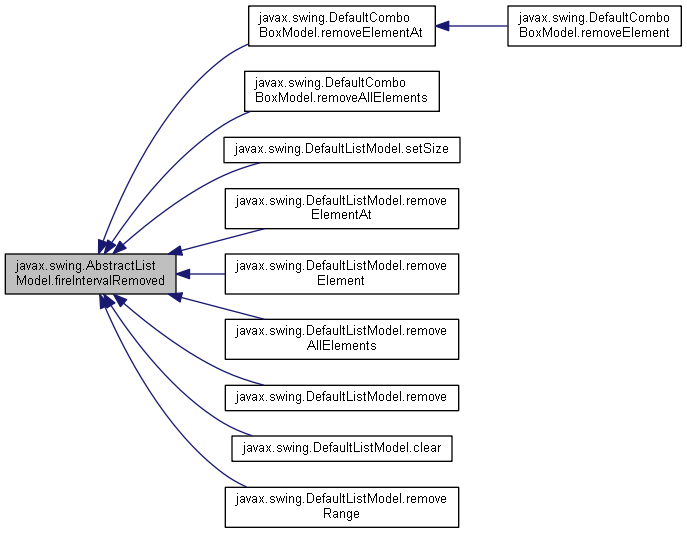 javax.swing.DefaultCombo
BoxModel.removeElementAt
javax.swing.DefaultCombo
BoxModel.removeElement
javax.swing.DefaultCombo
BoxModel.removeAllElements
javax.swing.DefaultListModel.setSize
javax.swing.DefaultListModel.remove
ElementAt
javax.swing.AbstractList
Model.fireIntervalRemoved
javax.swing.DefaultListModel.remove
Element
javax.swing.DefaultListModel.remove
AllElements
javax.swing.DefaultListModel.remove
javax.swing.DefaultListModel.clear
javax.swing.DefaultListModel.remove
Range